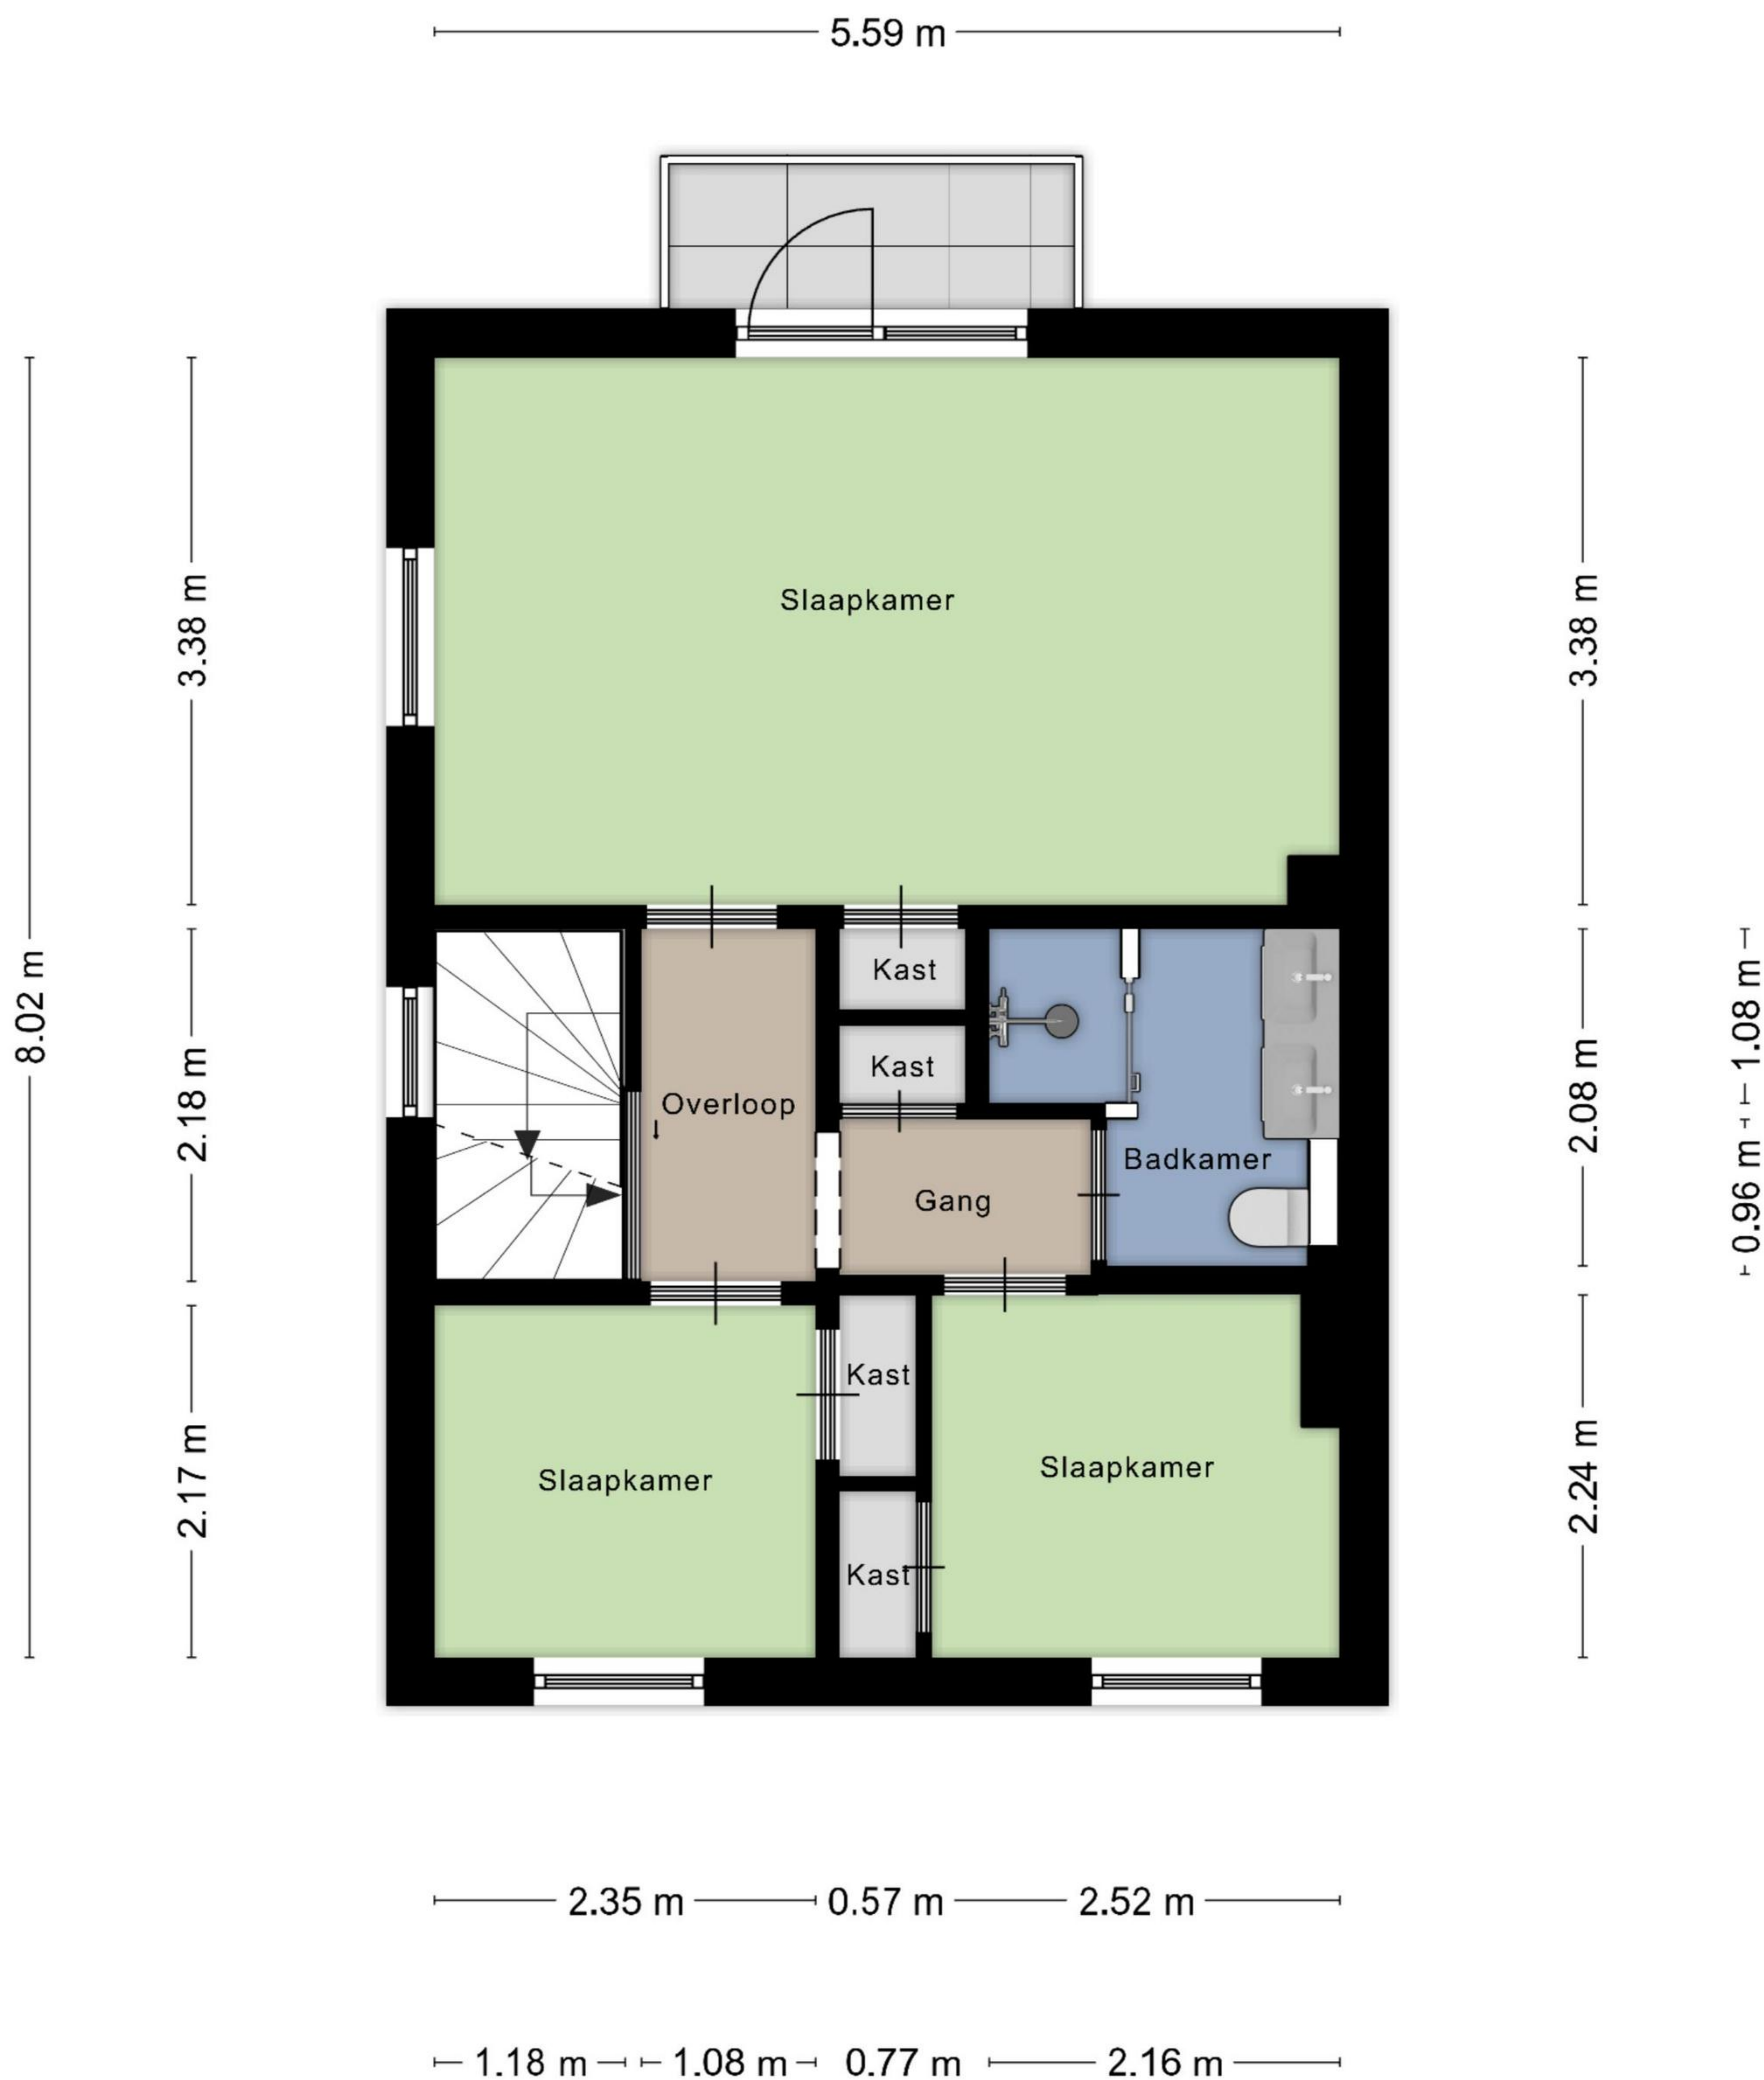 5.59 m
Slaapkamer
3.38 m
3.38 m
8.02 m
Kast
Kast
Overloop
2.18 m
2.08 m
1.08 m
Badkamer
Gang
0.96 m
Kast
Slaapkamer
Slaapkamer
2.17 m
2.24 m
Kast
2.35 m
0.57 m
2.52 m
1.18 m
1.08 m
0.77 m
2.16 m